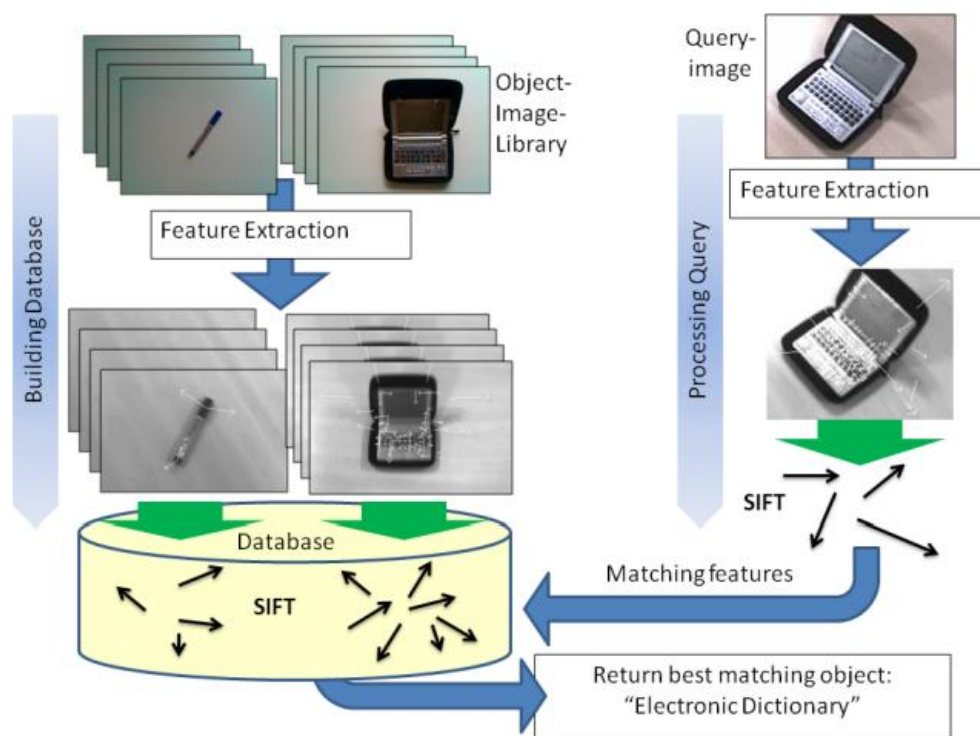 Object-
Image-
Library
Query-
image
Feature Extraction
Feature Extraction
Building Database
Processing Query
SIFT
Database
SIFT
Matching features
Return best matching object:
“Electronic Dictionary”